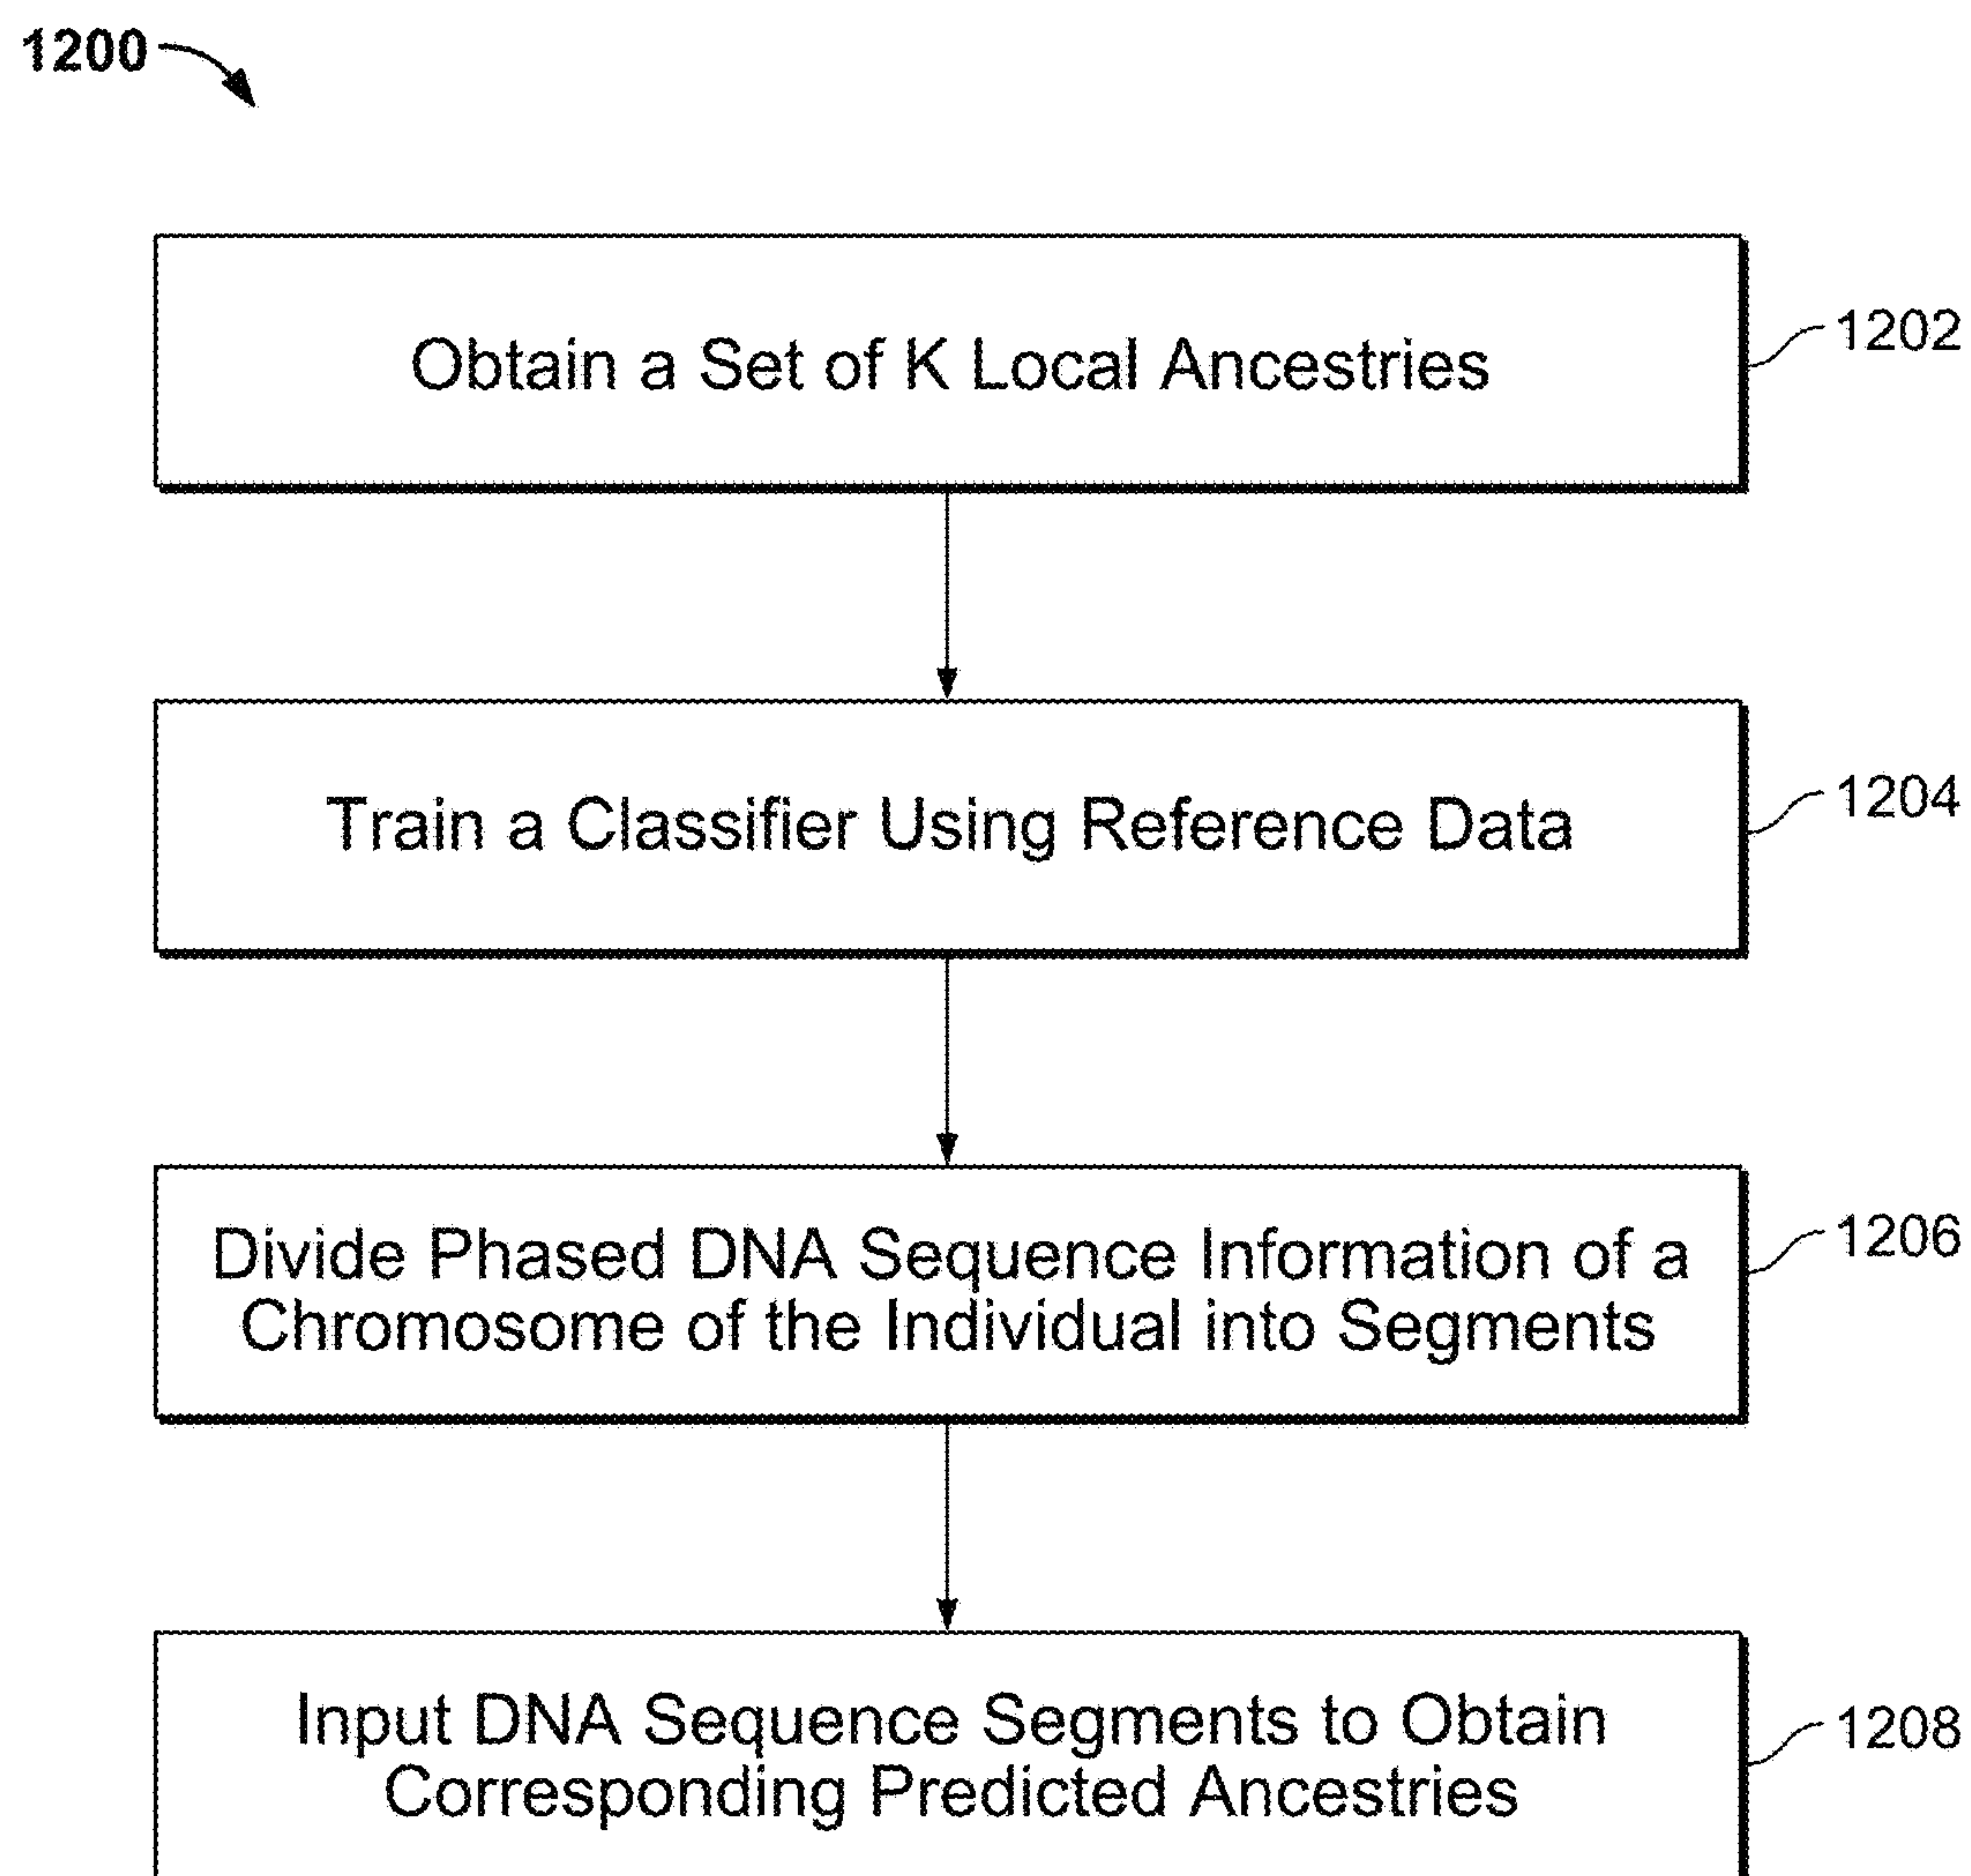 1200
Obtain a Set of K Local Ancestries
1202
Train a Classifier Using Reference Data
1204
Divide Phased DNA Sequence Information of a
Chromosome of the Individual into Segments
1206
Input DNA Sequence Segments to Obtain
Corresponding Predicted Ancestries
1208